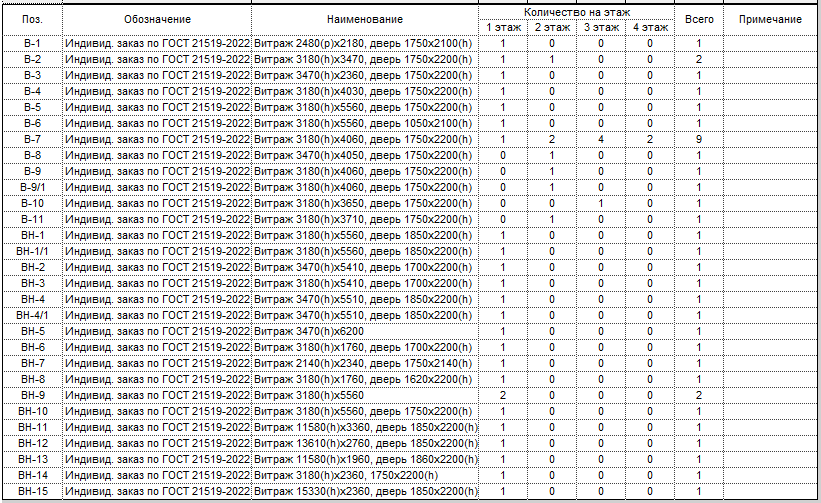 Поз. Обозначение Наименование Количество на этаж Всего Примечание
1 этаж 2 этаж 3 этаж 4 этаж
В-1 Индивид. заказ по ГОСТ 21519-2022 Витраж 2480(р)х2180, дверь 1750х2100(h) 1 0 0 0 1
В-2 Индивид. заказ по ГОСТ 21519-2022 Витраж 3180(h)х3470, дверь 1750х2200(h) 1 1 0 0 2
В-3 Индивид. заказ по ГОСТ 21519-2022 Витраж 3470(h)х2360, дверь 1750х2200(h) 1 0 0 0 1
В-4 Индивид. заказ по ГОСТ 21519-2022 Витраж 3180(h)х4030, дверь 1750х2200(h) 1 0 0 0 1
В-5 Индивид. заказ по ГОСТ 21519-2022 Витраж 3180(h)х5560, дверь 1750х2200(h) 1 0 0 0 1
В-6 Индивид. заказ по ГОСТ 21519-2022 Витраж 3180(h)х5560, дверь 1050х2100(h) 1 0 0 0 1
В-7 Индивид. заказ по ГОСТ 21519-2022 Витраж 3180(h)х4060, дверь 1750х2200(h) 1 2 4 2 9
В-8 Индивид. заказ по ГОСТ 21519-2022 Витраж 3470(h)х4050, дверь 1750х2200(h) 0 1 0 0 1
В-9 Индивид. заказ по ГОСТ 21519-2022 Витраж 3180(h)х4060, дверь 1750х2200(h) 0 1 0 0 1
В-9/1 Индивид. заказ по ГОСТ 21519-2022 Витраж 3180(h)х4060, дверь 1750х2200(h) 0 1 0 0 1
В-10 Индивид. заказ по ГОСТ 21519-2022 Витраж 3180(h)х3650, дверь 1750х2200(h) 0 0 1 0 1
В-11 Индивид. заказ по ГОСТ 21519-2022 Витраж 3180(h)х3710, дверь 1750х2200(h) 0 1 0 0 1
ВН-1 Индивид. заказ по ГОСТ 21519-2022 Витраж 3180(h)х5560, дверь 1850х2200(h) 1 0 0 0 1
ВН-1/1 Индивид. заказ по ГОСТ 21519-2022 Витраж 3180(h)х5560, дверь 1850х2200(h) 1 0 0 0 1
ВН-2 Индивид. заказ по ГОСТ 21519-2022 Витраж 3470(h)х5410, дверь 1700х2200(h) 1 0 0 0 1
ВН-3 Индивид. заказ по ГОСТ 21519-2022 Витраж 3180(h)х5410, дверь 1700х2200(h) 1 0 0 0 1
ВН-4 Индивид. заказ по ГОСТ 21519-2022 Витраж 3470(h)х5510, дверь 1850х2200(h) 1 0 0 0 1
ВН-4/1 Индивид. заказ по ГОСТ 21519-2022 Витраж 3470(h)х5510, дверь 1850х2200(h) 1 0 0 0 1
ВН-5 Индивид. заказ по ГОСТ 21519-2022 Витраж 3470(h)х6200 1 0 0 0 1
ВН-6 Индивид. заказ по ГОСТ 21519-2022 Витраж 3180(h)х1760, дверь 1700х2200(h) 1 0 0 0 1
ВН-7 Индивид. заказ по ГОСТ 21519-2022 Витраж 2140(h)х2340, дверь 1750х2140(h) 1 0 0 0 1
ВН-8 Индивид. заказ по ГОСТ 21519-2022 Витраж 3180(h)х1760, дверь 1620х2200(h) 1 0 0 0 1
ВН-9 Индивид. заказ по ГОСТ 21519-2022 Витраж 3180(h)х5560 2 0 0 0 2
ВН-10 Индивид. заказ по ГОСТ 21519-2022 Витраж 3180(h)х5560, дверь 1750х2200(h) 1 0 0 0 1
ВН-11 Индивид. заказ по ГОСТ 21519-2022 Витраж 11580(h)х3360, дверь 1850х2200(h) 1 0 0 0 1
ВН-12 Индивид. заказ по ГОСТ 21519-2022 Витраж 13610(h)х2760, дверь 1850х2200(h) 1 0 0 0 1
ВН-13 Индивид. заказ по ГОСТ 21519-2022 Витраж 11580(h)х1960, дверь 1860х2200(h) 1 0 0 0 1
ВН-14 Индивид. заказ по ГОСТ 21519-2022 Витраж 3180(h)х2360, 1750х2200(h) 1 0 0 0 1
ВН-15 Индивид. заказ по ГОСТ 21519-2022 Витраж 15330(h)х2360, дверь 1850х2200(h) 1 0 0 0 1